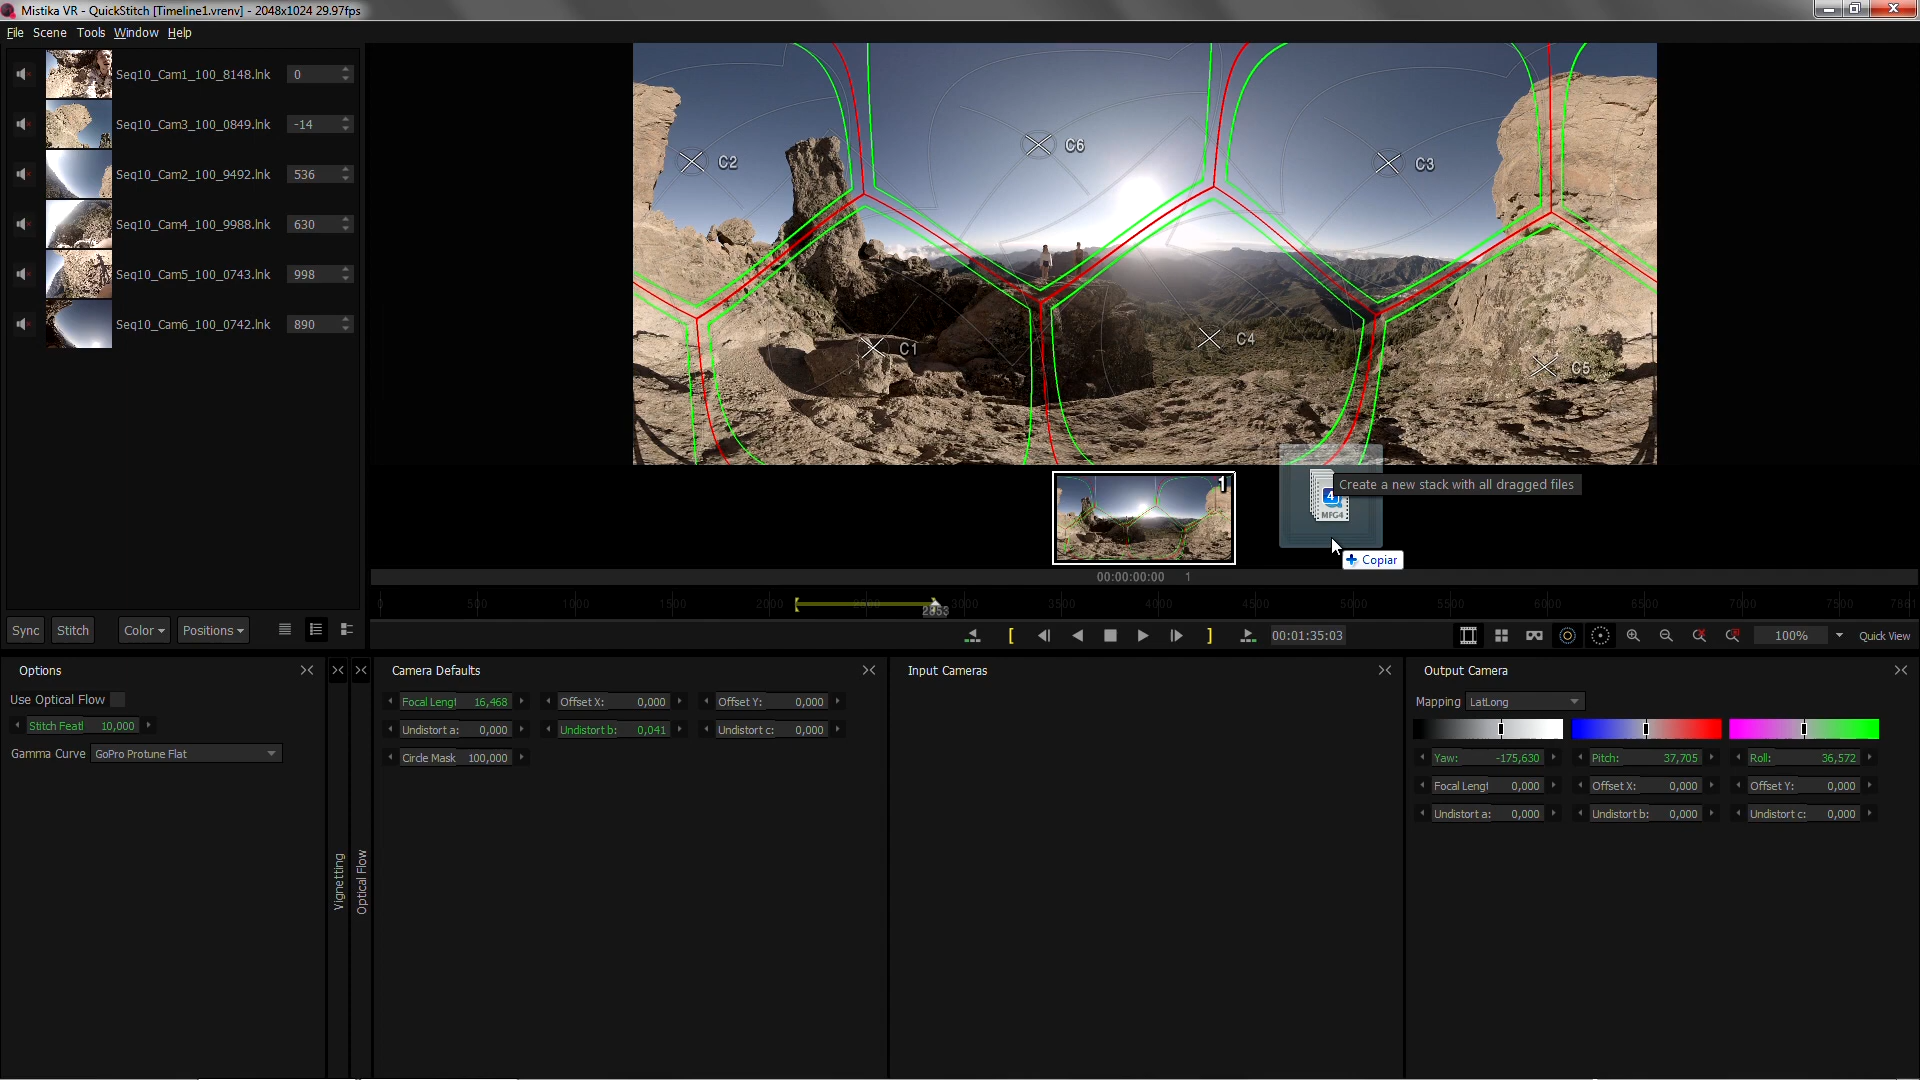 Mistika VR - QuickStitch [Timeline1.vrenv] - 2048x1024 29.97fps
File Scene Tools Window Help
Seq10_Cam1_100_8148.lnk 0
Seq10_Cam3_100_0849.lnk -14
Seq10_Cam2_100_9492.lnk 536
Seq10_Cam4_100_9988.lnk 630
Seq10_Cam5_100_0743.lnk 998
Seq10_Cam6_100_0742.lnk 890
C2 C6 C3
C1 C4 C5
1
Create a new stack with all dragged files
4
MFG4
Copiar
00:00:00:00 1
0 500 1000 1500 2000 2500 3000 3500 4000 4500 5000 5500 6000 6500 7000 7500 7861
2853
Sync Stitch Color Positions
00:01:35:03 100% Quick View
Options
Use Optical Flow
Stitch Featl 10,000
Gamma Curve GoPro Protune Flat
Vignetting
Optical Flow
Camera Defaults
Focal Lengt 16,468 Offset X: 0,000 Offset Y: 0,000
Undistort a: 0,000 Undistort b: 0,041 Undistort c: 0,000
Circle Mask 100,000
Input Cameras
Output Camera
Mapping LatLong
Yaw: -175,630 Pitch: 37,705 Roll: 36,572
Focal Lengt 0,000 Offset X: 0,000 Offset Y: 0,000
Undistort a: 0,000 Undistort b: 0,000 Undistort c: 0,000